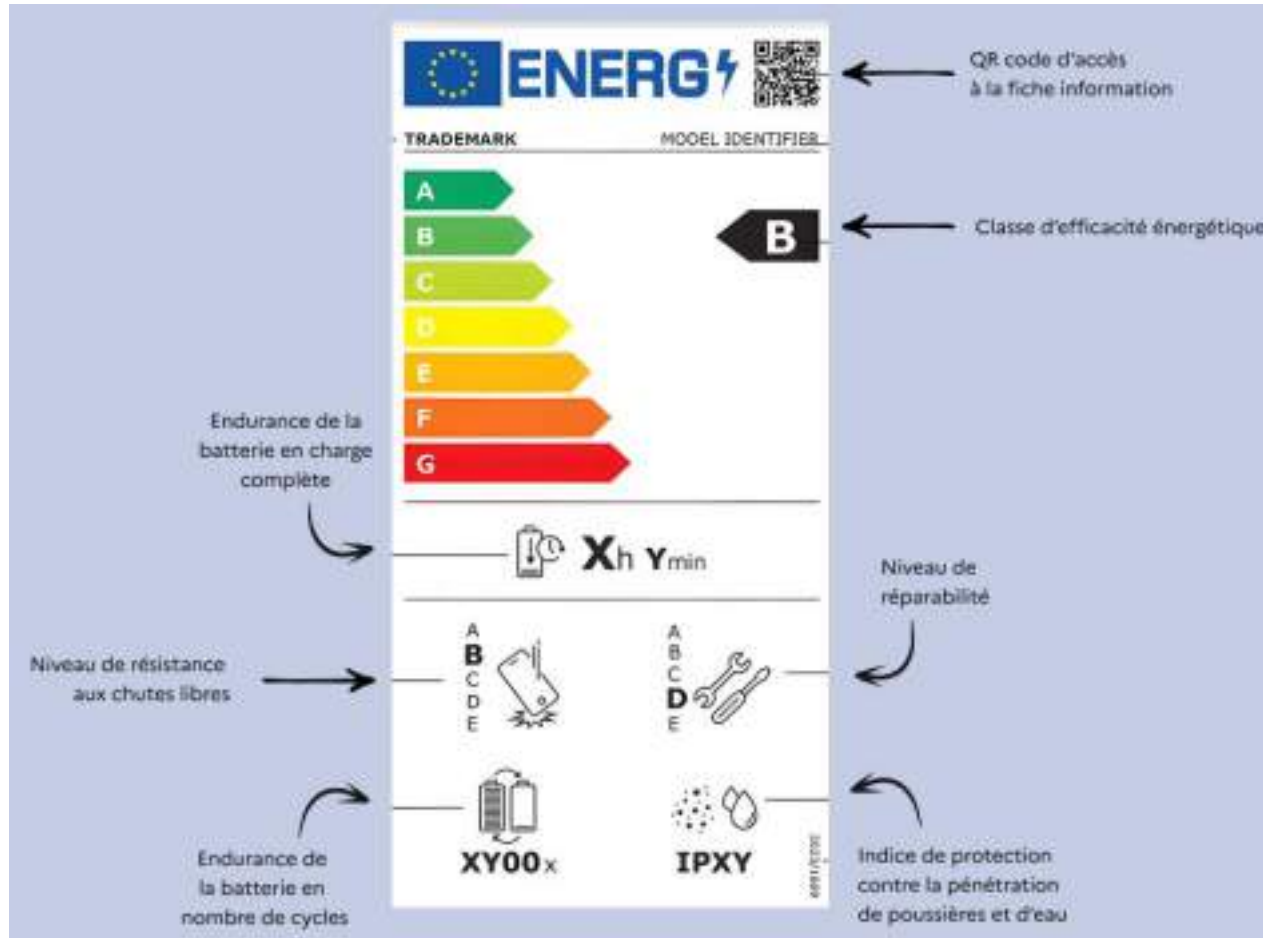 ENERG
QR code d'accès
à la fiche information
TRADEMARK
MODEL IDENTIFIER
A
B
C
D
E
F
G
B
Classe d'efficacité énergétique
Endurance de la
batterie en charge
complète
Xh Ymin
Niveau de
réparabilité
Niveau de résistance
aux chutes libres
A
B
C
D
E
A
B
C
D
E
Endurance de
la batterie en
nombre de cycles
XY00x
IPXY
2023/1669
Indice de protection
contre la pénétration
de poussières et d'eau